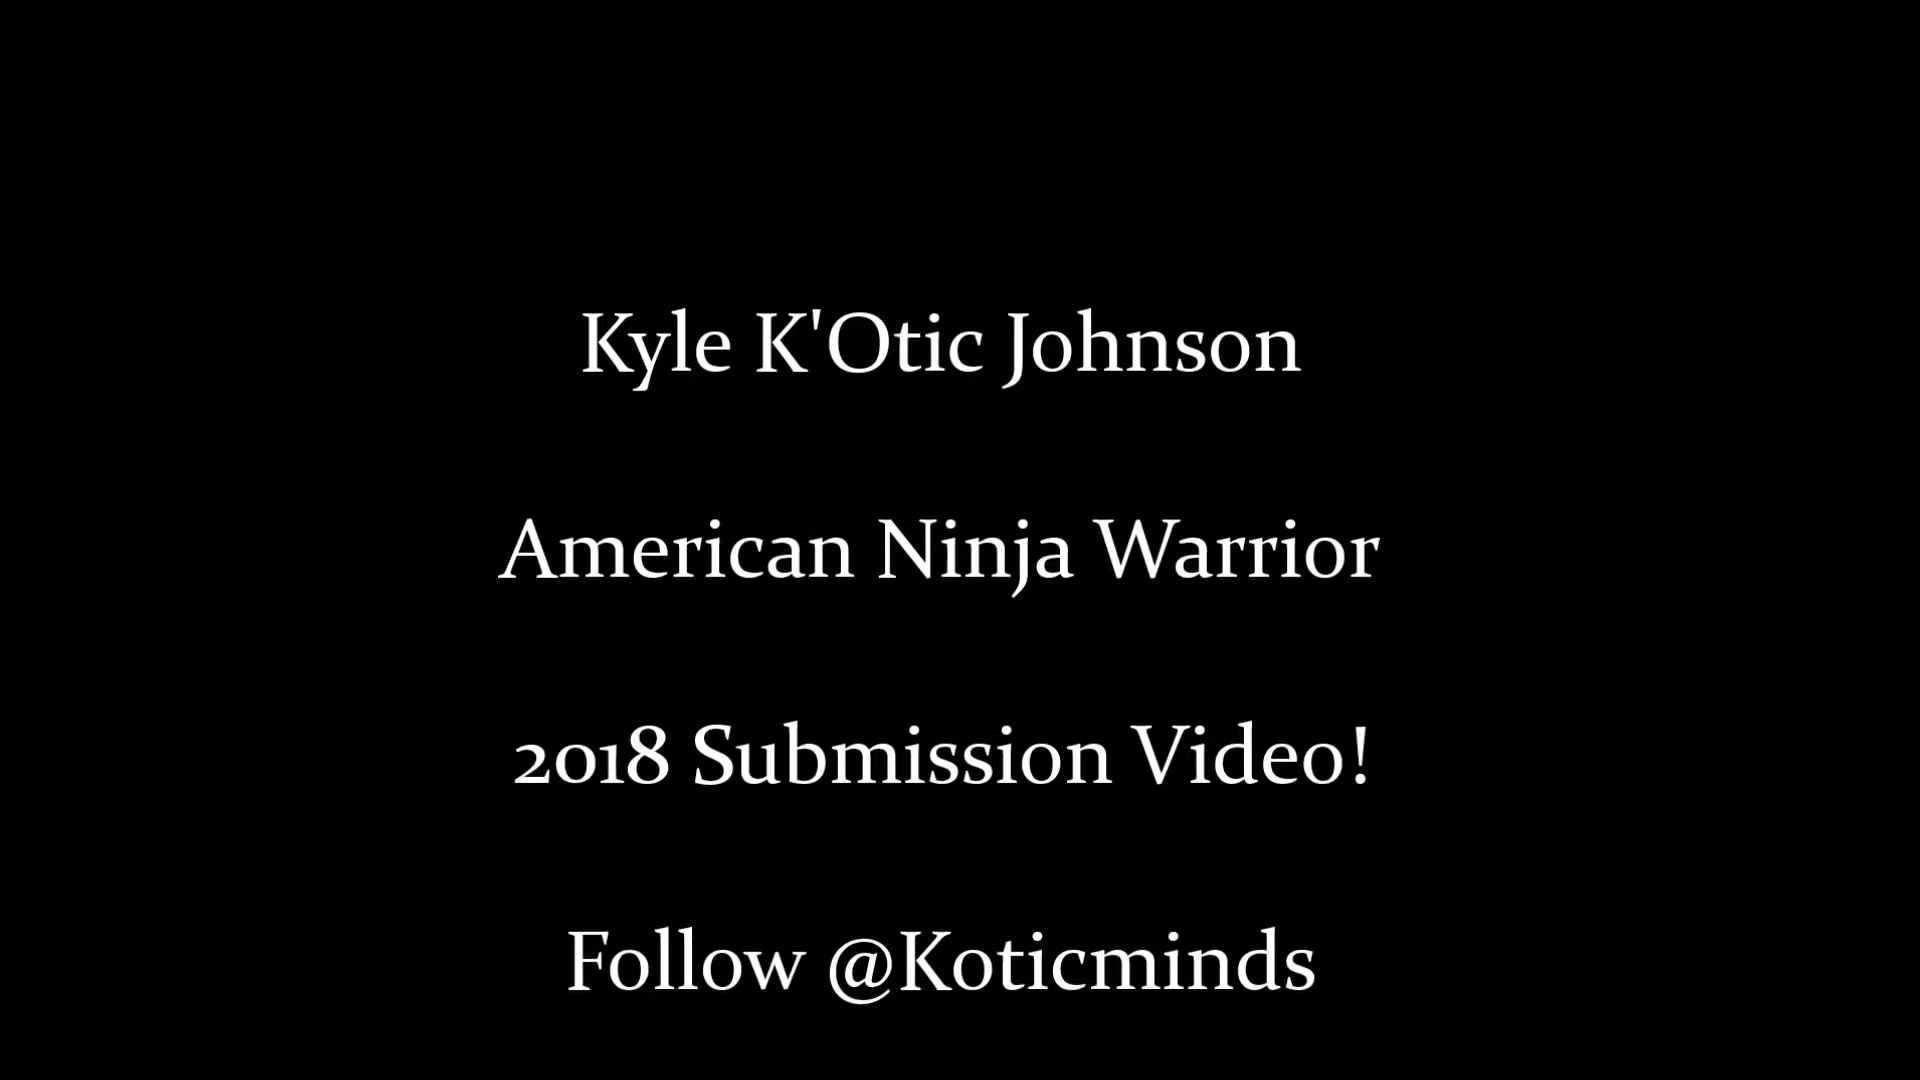 Kyle K'Otic Johnson
American Ninja Warrior
2018 Submission Video!
Follow @Koticminds